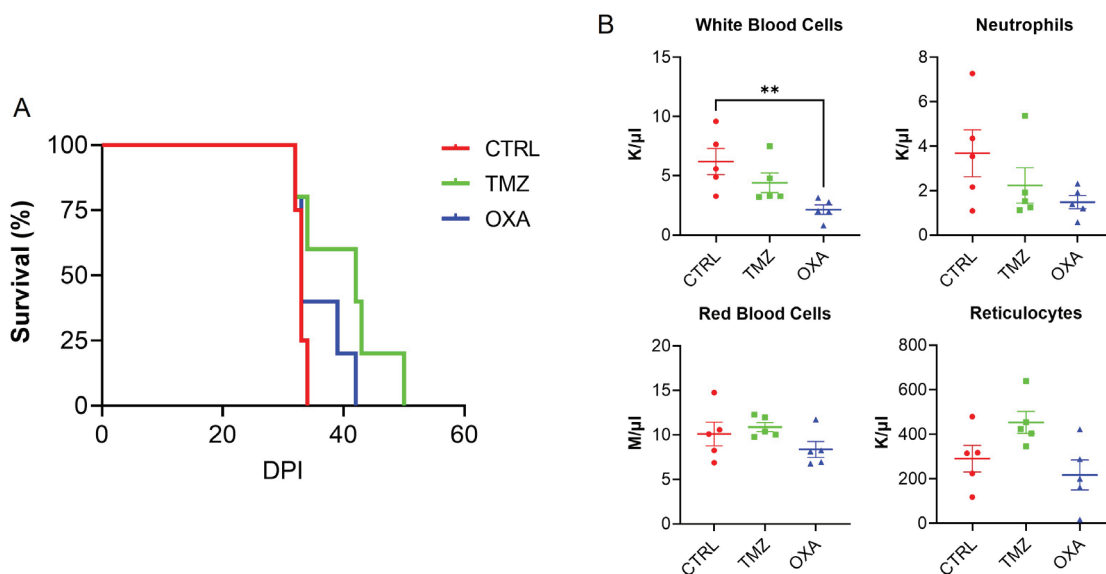 A
Survival (%)
100
75
50
25
0
0 20 40 60
DPI
CTRL
TMZ
OXA
B
White Blood Cells
K/µl
15
10
5
0
**
CTRL TMZ OXA
Neutrophils
K/µl
8
6
4
2
0
CTRL TMZ OXA
Red Blood Cells
M/µl
20
15
10
5
0
CTRL TMZ OXA
Reticulocytes
K/µl
800
600
400
200
0
CTRL TMZ OXA